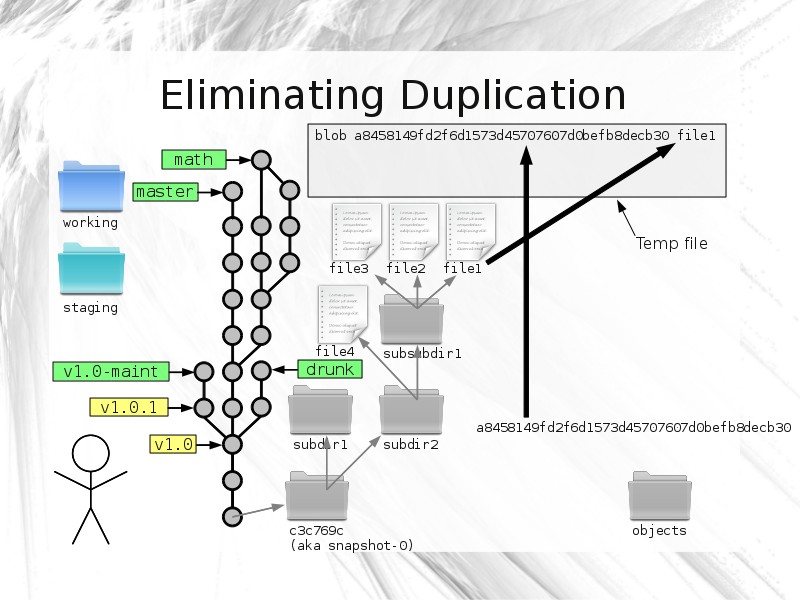 Eliminating Duplication
blob a8458149fd2f6d1573d45707607d0befb8decb30 file1
math
master
working
Temp file
file3
file2
file1
staging
file4
subsubdir1
v1.0-maint
drunk
v1.0.1
a8458149fd2f6d1573d45707607d0befb8decb30
v1.0
subdir1
subdir2
c3c769c
(aka snapshot-0)
objects